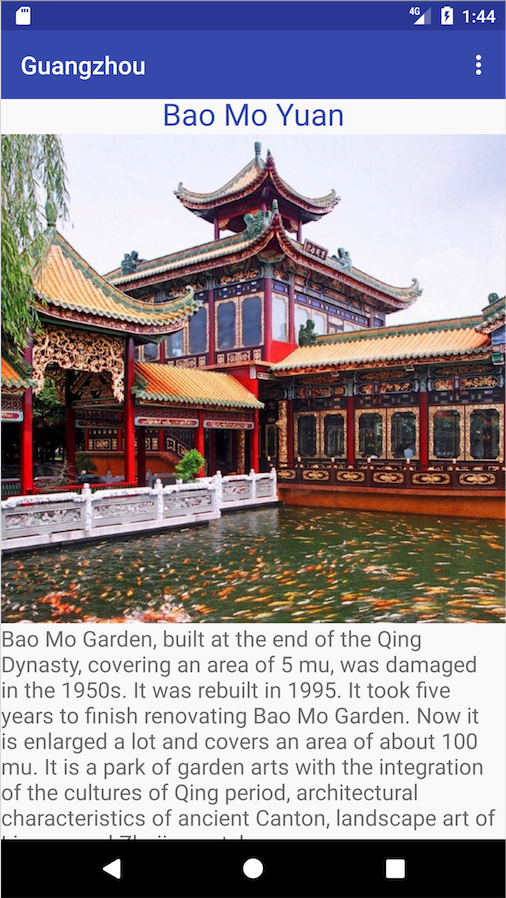 4G 1:44
Guangzhou
Bao Mo Yuan
Bao Mo Garden, built at the end of the Qing
Dynasty, covering an area of 5 mu, was damaged
in the 1950s. It was rebuilt in 1995. It took five
years to finish renovating Bao Mo Garden. Now it
is enlarged a lot and covers an area of about 100
mu. It is a park of garden arts with the integration
of the cultures of Qing period, architectural
characteristics of ancient Canton, landscape art of